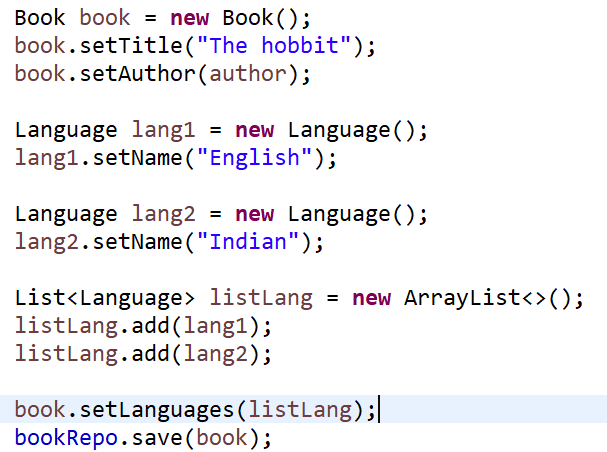 Book book = new Book();
book.setTitle("The hobbit");
book.setAuthor(author);
Language lang1 = new Language();
lang1.setName("English");
Language lang2 = new Language();
lang2.setName("Indian");
List<Language> listLang = new ArrayList<>();
listLang.add(lang1);
listLang.add(lang2);
book.setLanguages(listLang);
bookRepo.save(book);